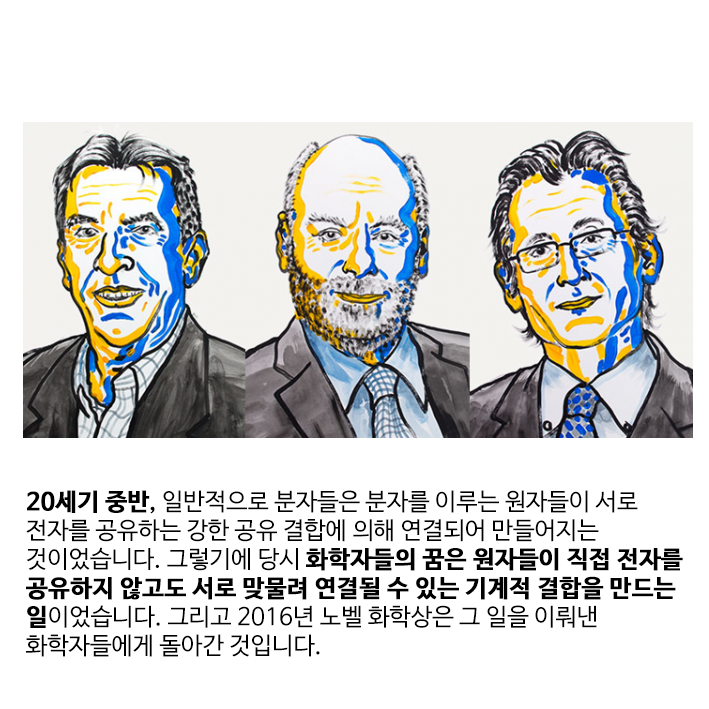 20세기 중반, 일반적으로 분자들은 분자를 이루는 원자들이 서로
전자를 공유하는 강한 공유 결합에 의해 연결되어 만들어지는
것이었습니다. 그렇기에 당시 화학자들의 꿈은 원자들이 직접 전자를
공유하지 않고도 서로 맞물려 연결될 수 있는 기계적 결합을 만드는
일이었습니다. 그리고 2016년 노벨 화학상은 그 일을 이뤄낸
화학자들에게 돌아간 것입니다.